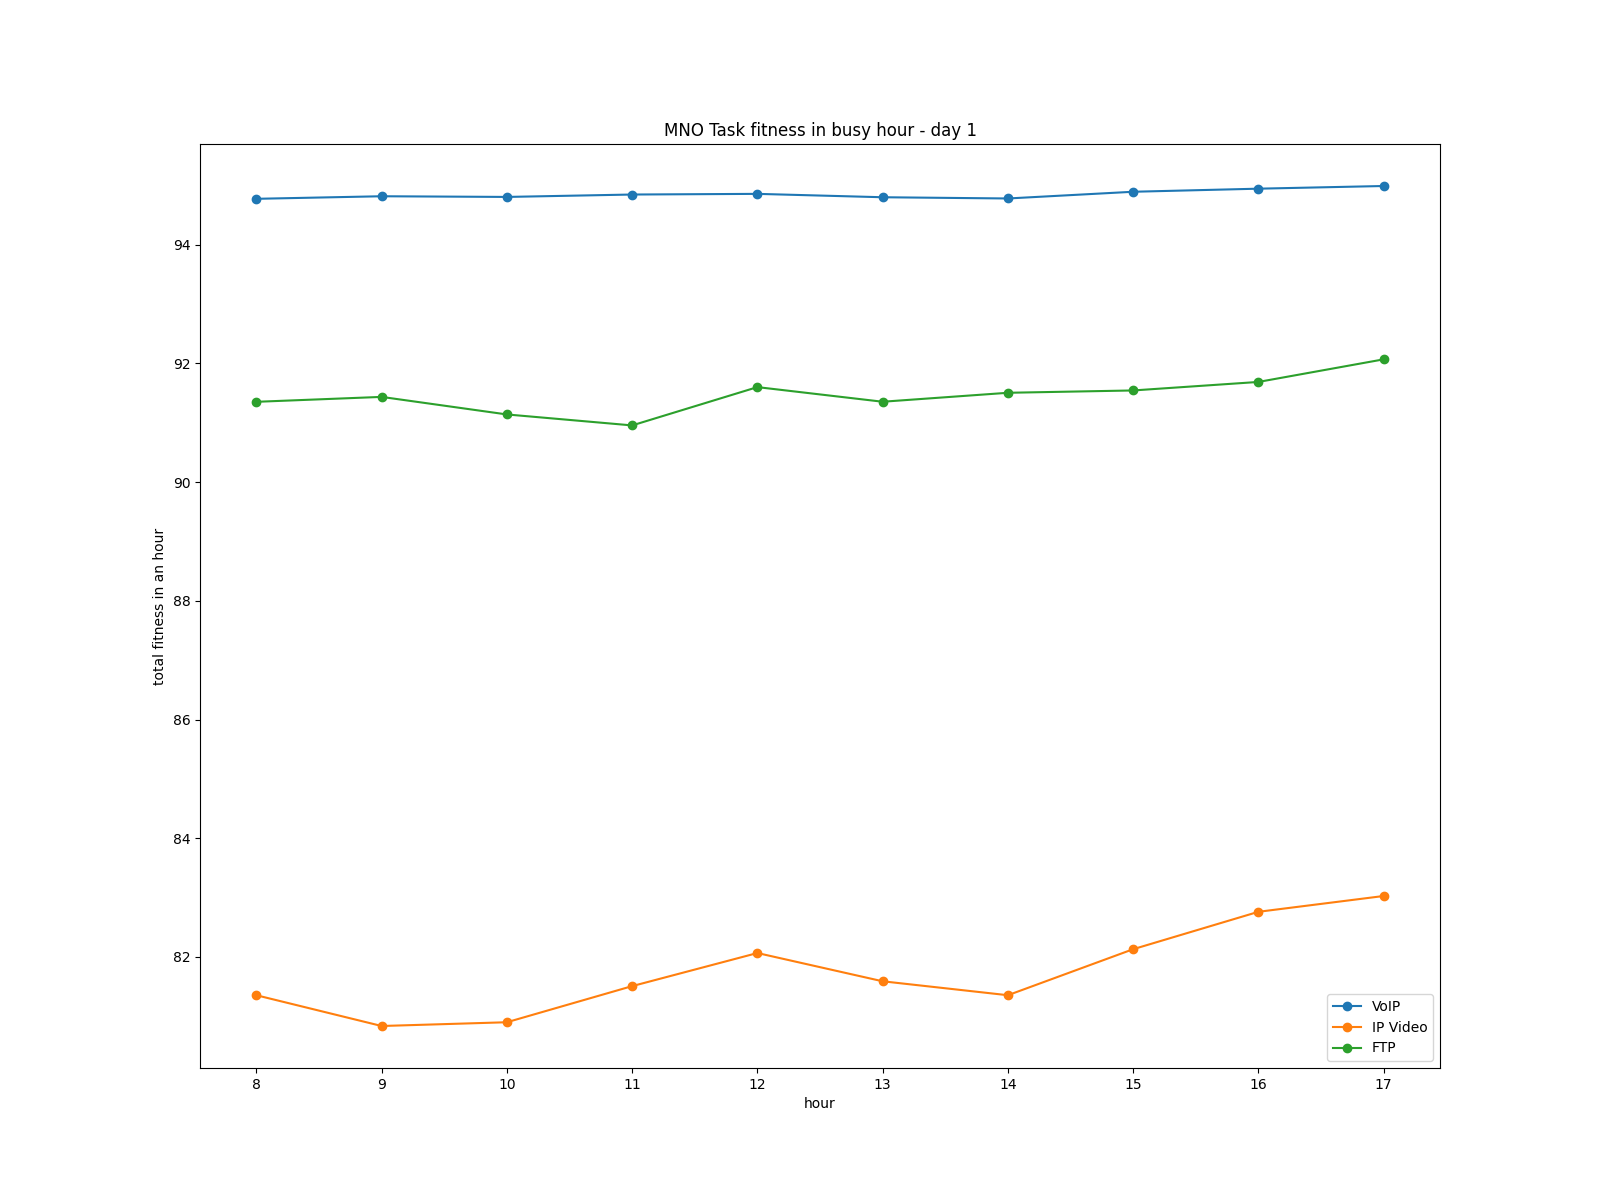 MNO Task fitness in busy hour - day 1
total fitness in an hour
94
92
90
88
86
84
82
8 9 10 11 12 13 14 15 16 17
hour
VoIP
IP Video
FTP